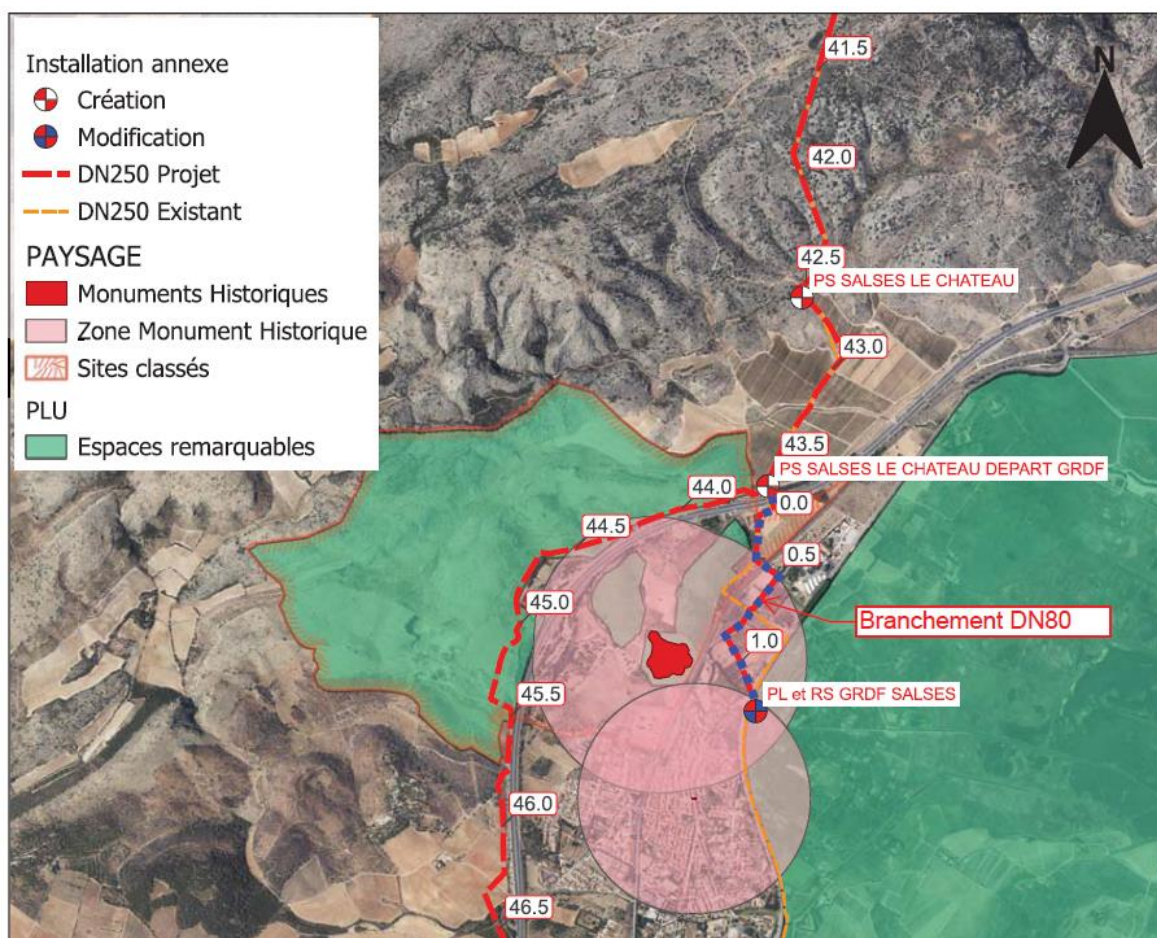 Installation annexe
Création
Modification
DN250 Projet
DN250 Existant
PAYSAGE
Monuments Historiques
Zone Monument Historique
Sites classés
PLU
Espaces remarquables
N
41.5
42.0
42.5
PS SALSES LE CHATEAU
43.0
43.5
PS SALSES LE CHATEAU DEPART GRDF
44.0
0.0
44.5
0.5
45.0
Branchement DN80
1.0
45.5
PL et RS GRDF SALSES
46.0
46.5